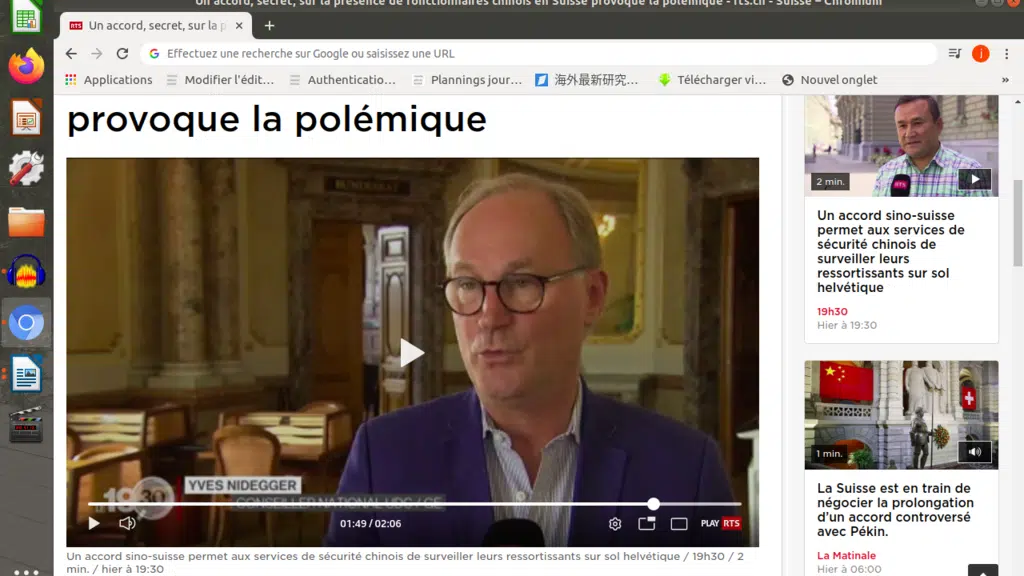 Un accord, secret, sur la présence de fonctionnaires chinois en Suisse provoque la polémique - rts.ch - Suisse – Chromium
RTS Un accord, secret, sur la p
Effectuez une recherche sur Google ou saisissez une URL
i
Applications
Modifier l'édit…
Authenticatio…
Plannings jour…
海外最新研究…
Télécharger vi…
Nouvel onglet
»
provoque la polémique
YVES NIDEGGER
CONSEILLER NATIONAL UDC / GE
19 30
01:49 / 02:06
PLAY RTS
Un accord sino-suisse permet aux services de sécurité chinois de surveiller leurs ressortissants sur sol helvétique / 19h30 / 2
min. / hier à 19:30
RTS
2 min.
Un accord sino-suisse
permet aux services de
sécurité chinois de
surveiller leurs
ressortissants sur sol
helvétique
19h30
Hier à 19:30
1 min.
La Suisse est en train de
négocier la prolongation
d'un accord controversé
avec Pékin.
La Matinale
Hier à 06:00